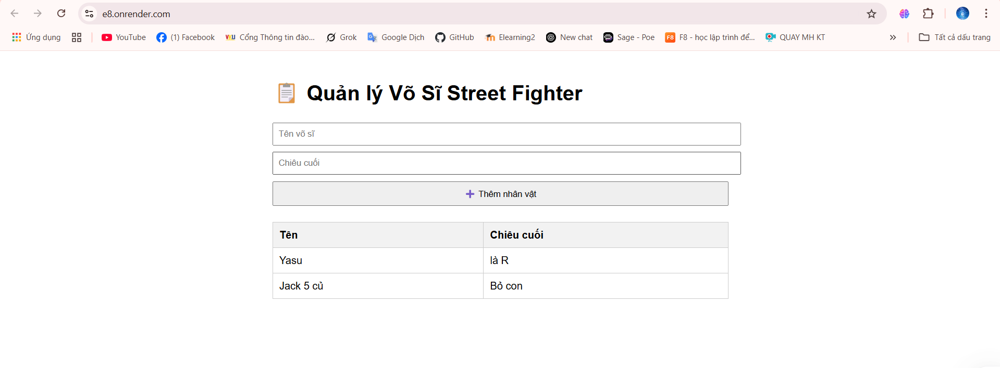 e8.onrender.com
Ứng dụng YouTube (1) Facebook VKU Cổng Thông tin đào... Grok Google Dịch GitHub Elearning2 New chat Sage - Poe F8 F8 - học lập trình để... QUAY MH KT » Tất cả dấu trang
Quản lý Võ Sĩ Street Fighter
Tên võ sĩ
Chiêu cuối
Thêm nhân vật
Tên Chiêu cuối
Yasu là R
Jack 5 củ Bỏ con